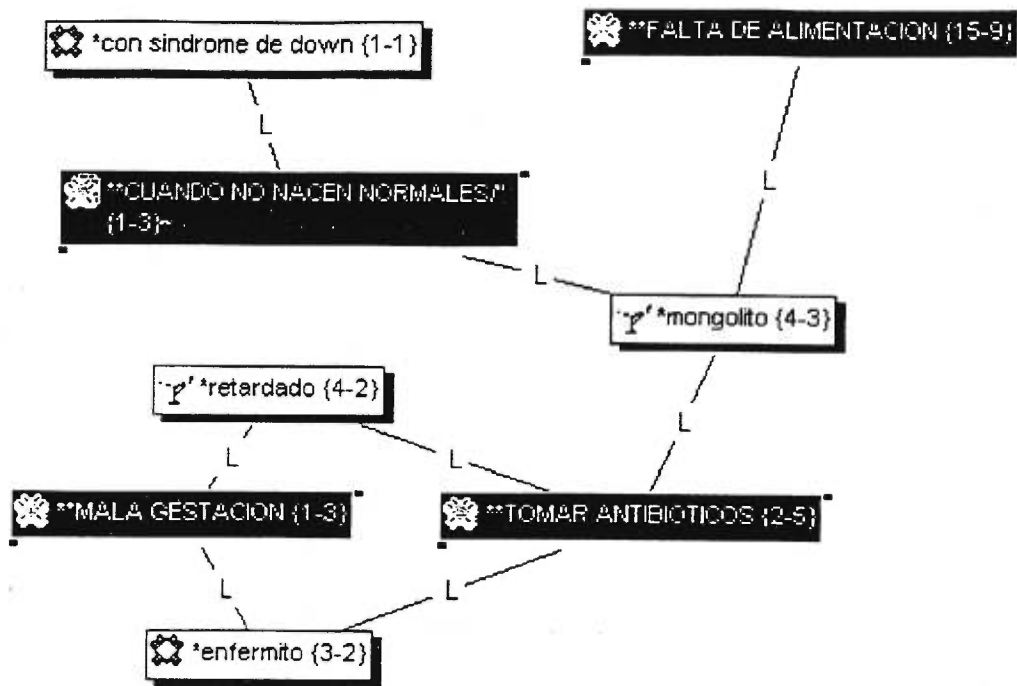 *con sindrome de down {1-1}
**FALTA DE ALIMENTACION {15-9}
L
L
**CUANDO NO NACEN NORMALES/*
{1-3}~
L
*mongolito {4-3}
*retardado {4-2}
L
L
L
**MALA GESTACION {1-3}
**TOMAR ANTIBIOTICOS {2-5}
L
L
*enfermito {3-2}